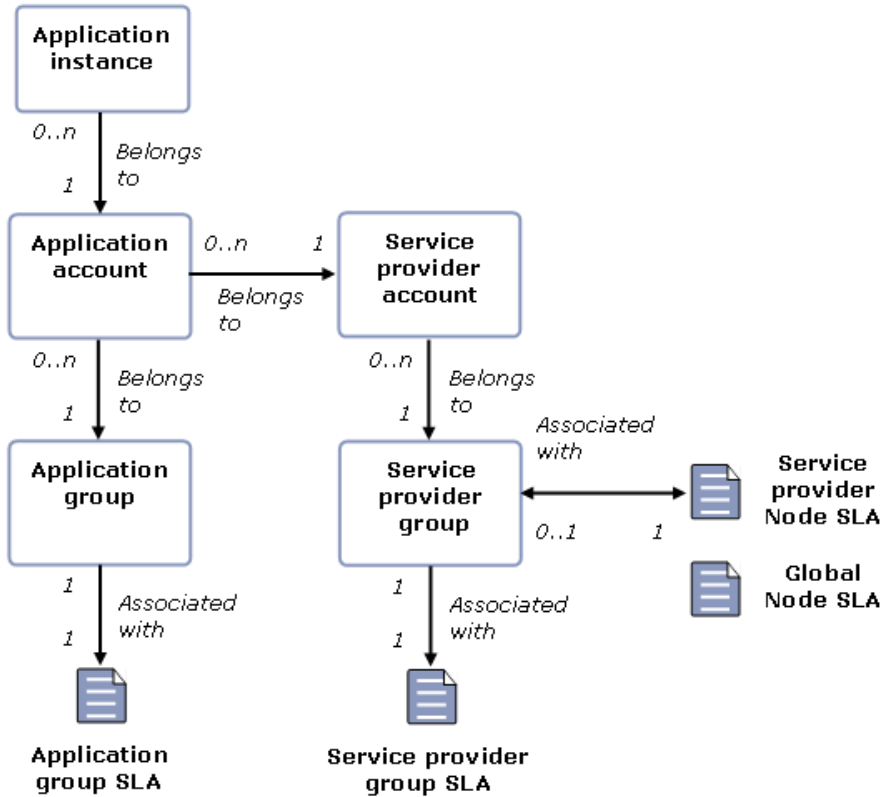 Application
instance
0..n
Belongs
to
1
Application
account
0..n
1
Belongs
to
Service
provider
account
0..n
Belongs
to
1
0..n
Belongs
to
1
Application
group
Service
provider
group
Associated
with
0..1
1
Service
provider
Node SLA
Global
Node SLA
1
Associated
with
1
1
Associated
with
1
Application
group SLA
Service provider
group SLA